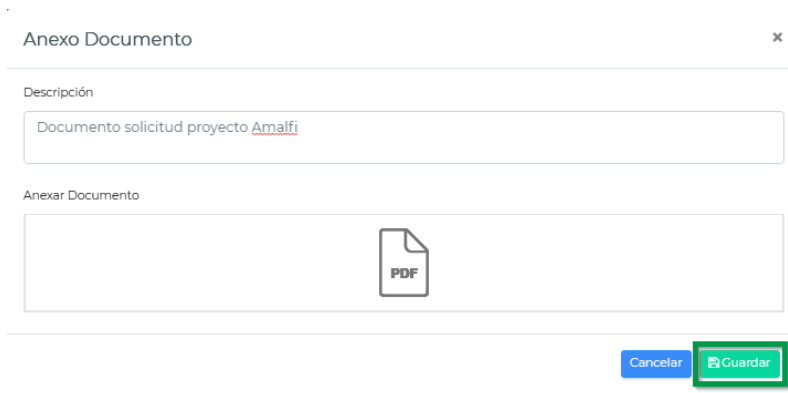 Anexo Documento ×
Descripción
Documento solicitud proyecto Amalfi
Anexar Documento
PDF
Cancelar Guardar